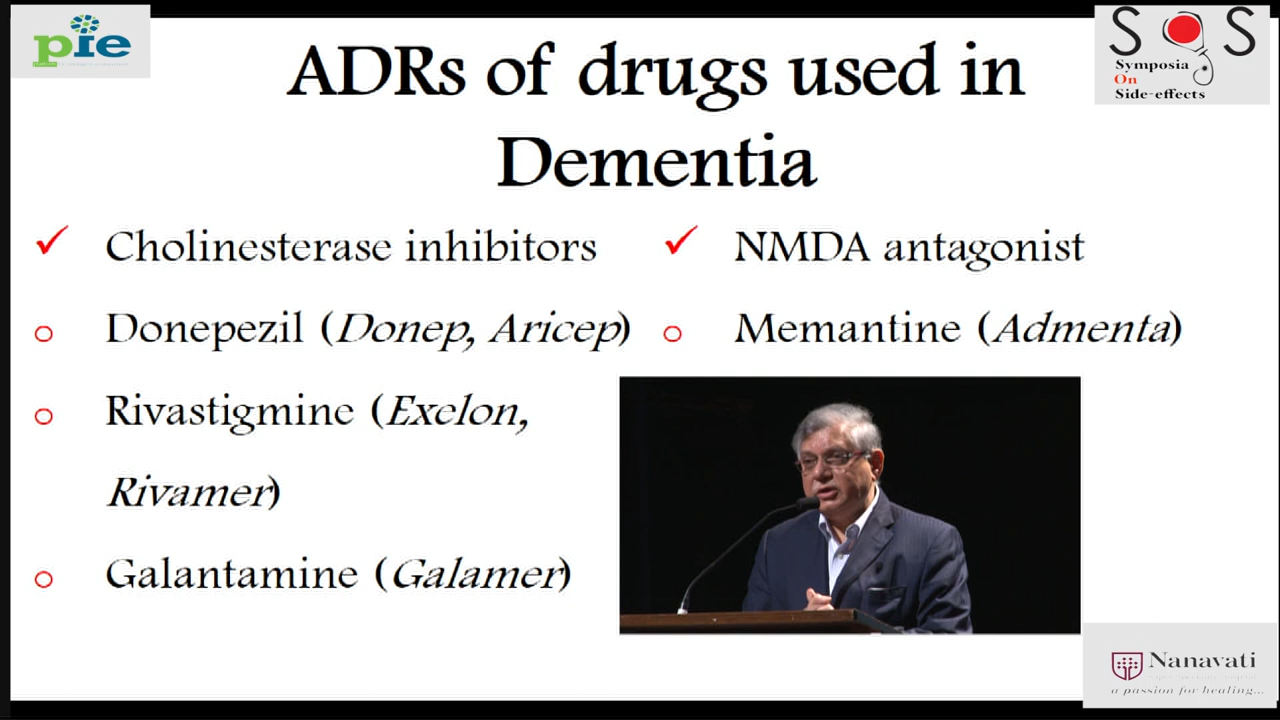 pie
S S
Symposia
On
Side-effects
ADRs of drugs used in
Dementia
✓ Cholinesterase inhibitors
o Donepezil (Donep, Aricep)
o Rivastigmine (Exelon,
Rivamer)
o Galantamine (Galamer)
✓ NMDA antagonist
o Memantine (Admenta)
Nanavati
a passion for healing...